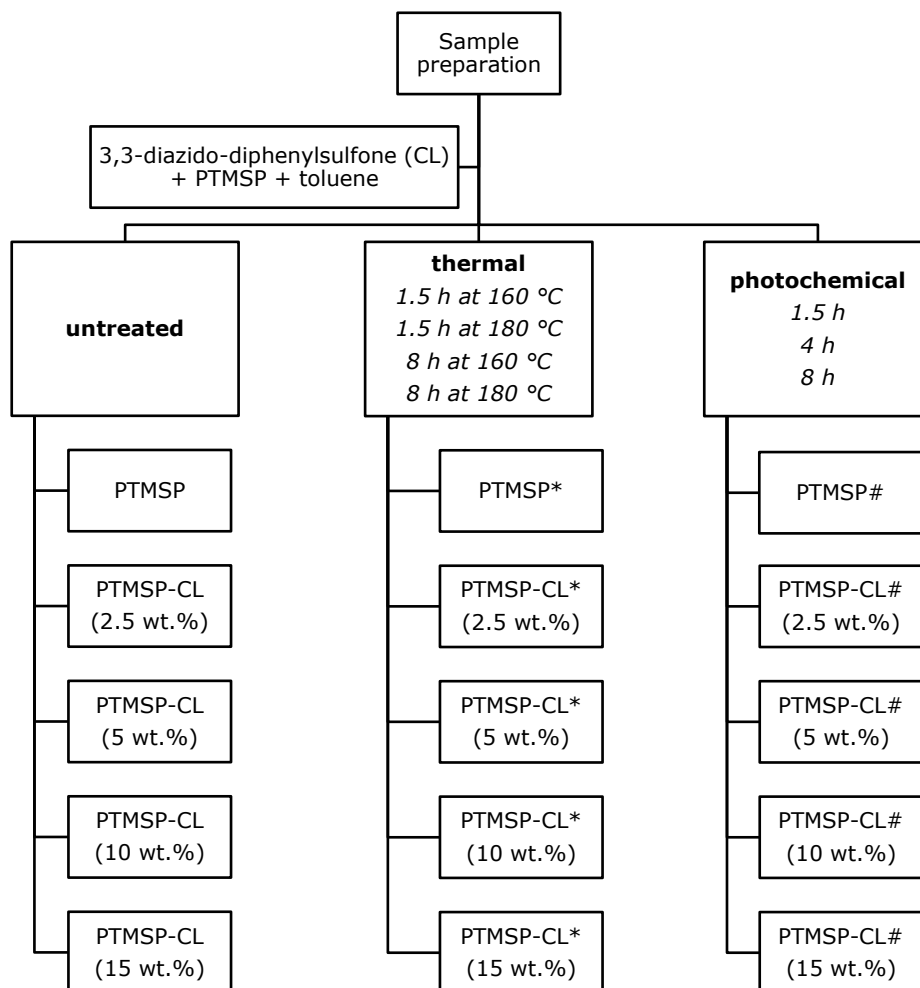 Sample
preparation
3,3-diazido-diphenylsulfone (CL)
+ PTMSP + toluene
untreated
thermal
1.5 h at 160 °C
1.5 h at 180 °C
8 h at 160 °C
8 h at 180 °C
photochemical
1.5 h
4 h
8 h
PTMSP
PTMSP-CL
(2.5 wt.%)
PTMSP-CL
(5 wt.%)
PTMSP-CL
(10 wt.%)
PTMSP-CL
(15 wt.%)
PTMSP*
PTMSP-CL*
(2.5 wt.%)
PTMSP-CL*
(5 wt.%)
PTMSP-CL*
(10 wt.%)
PTMSP-CL*
(15 wt.%)
PTMSP#
PTMSP-CL#
(2.5 wt.%)
PTMSP-CL#
(5 wt.%)
PTMSP-CL#
(10 wt.%)
PTMSP-CL#
(15 wt.%)